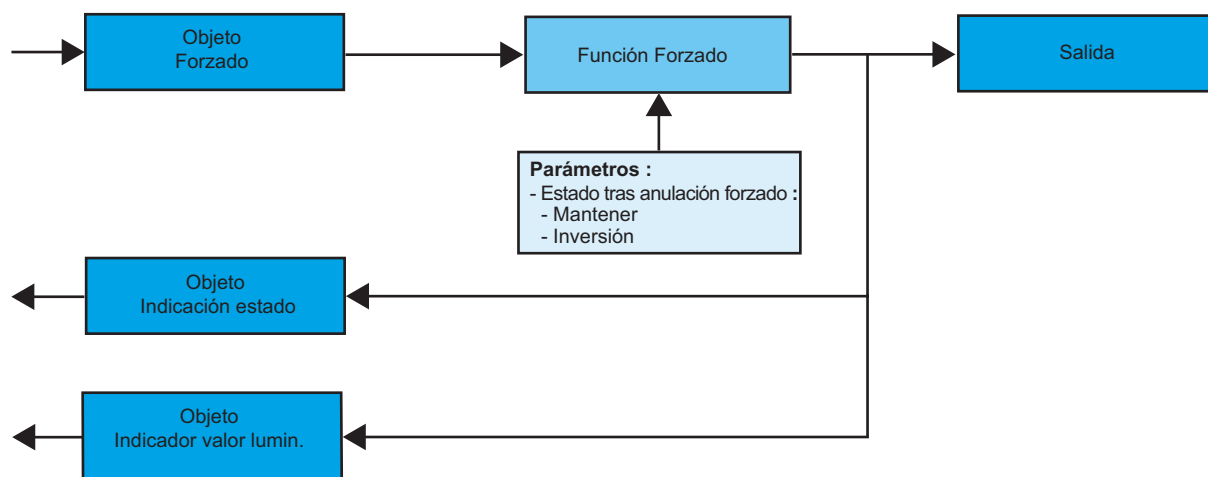 Objeto
Forzado
Función Forzado
Salida
Parámetros :
- Estado tras anulación forzado :
- Mantener
- Inversión
Objeto
Indicación estado
Objeto
Indicador valor lumin.